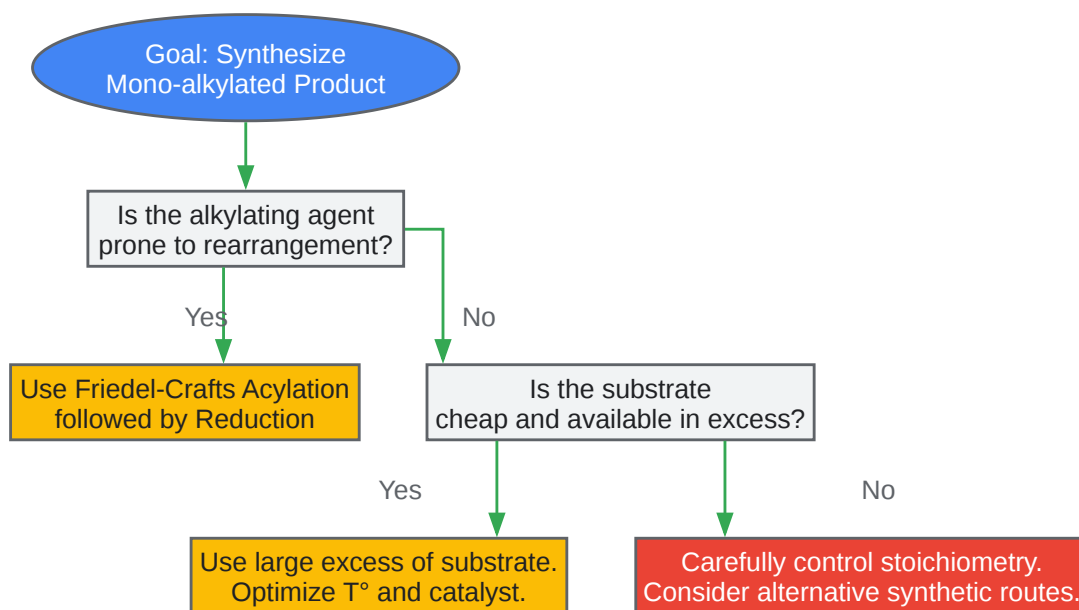 Goal: Synthesize
Mono-alkylated Product
Is the alkylating agent
prone to rearrangement?
Yes
No
Use Friedel-Crafts Acylation
followed by Reduction
Is the substrate
cheap and available in excess?
Yes
No
Use large excess of substrate.
Optimize T° and catalyst.
Carefully control stoichiometry.
Consider alternative synthetic routes.